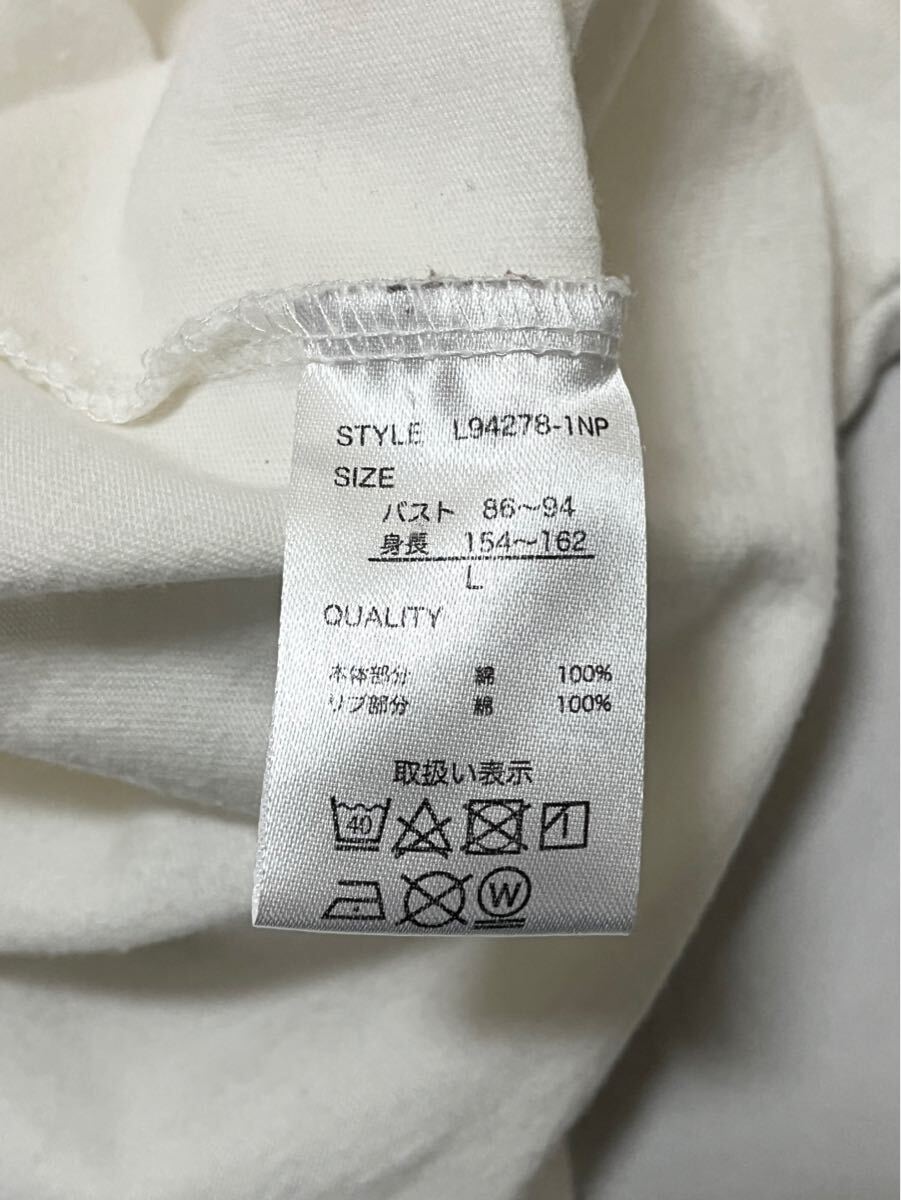 STYLE L94278-1NP
SIZE
バスト 86～94
身長 154～162
L
QUALITY
本体部分 綿 100%
リブ部分 綿 100%
取扱い表示
40
W